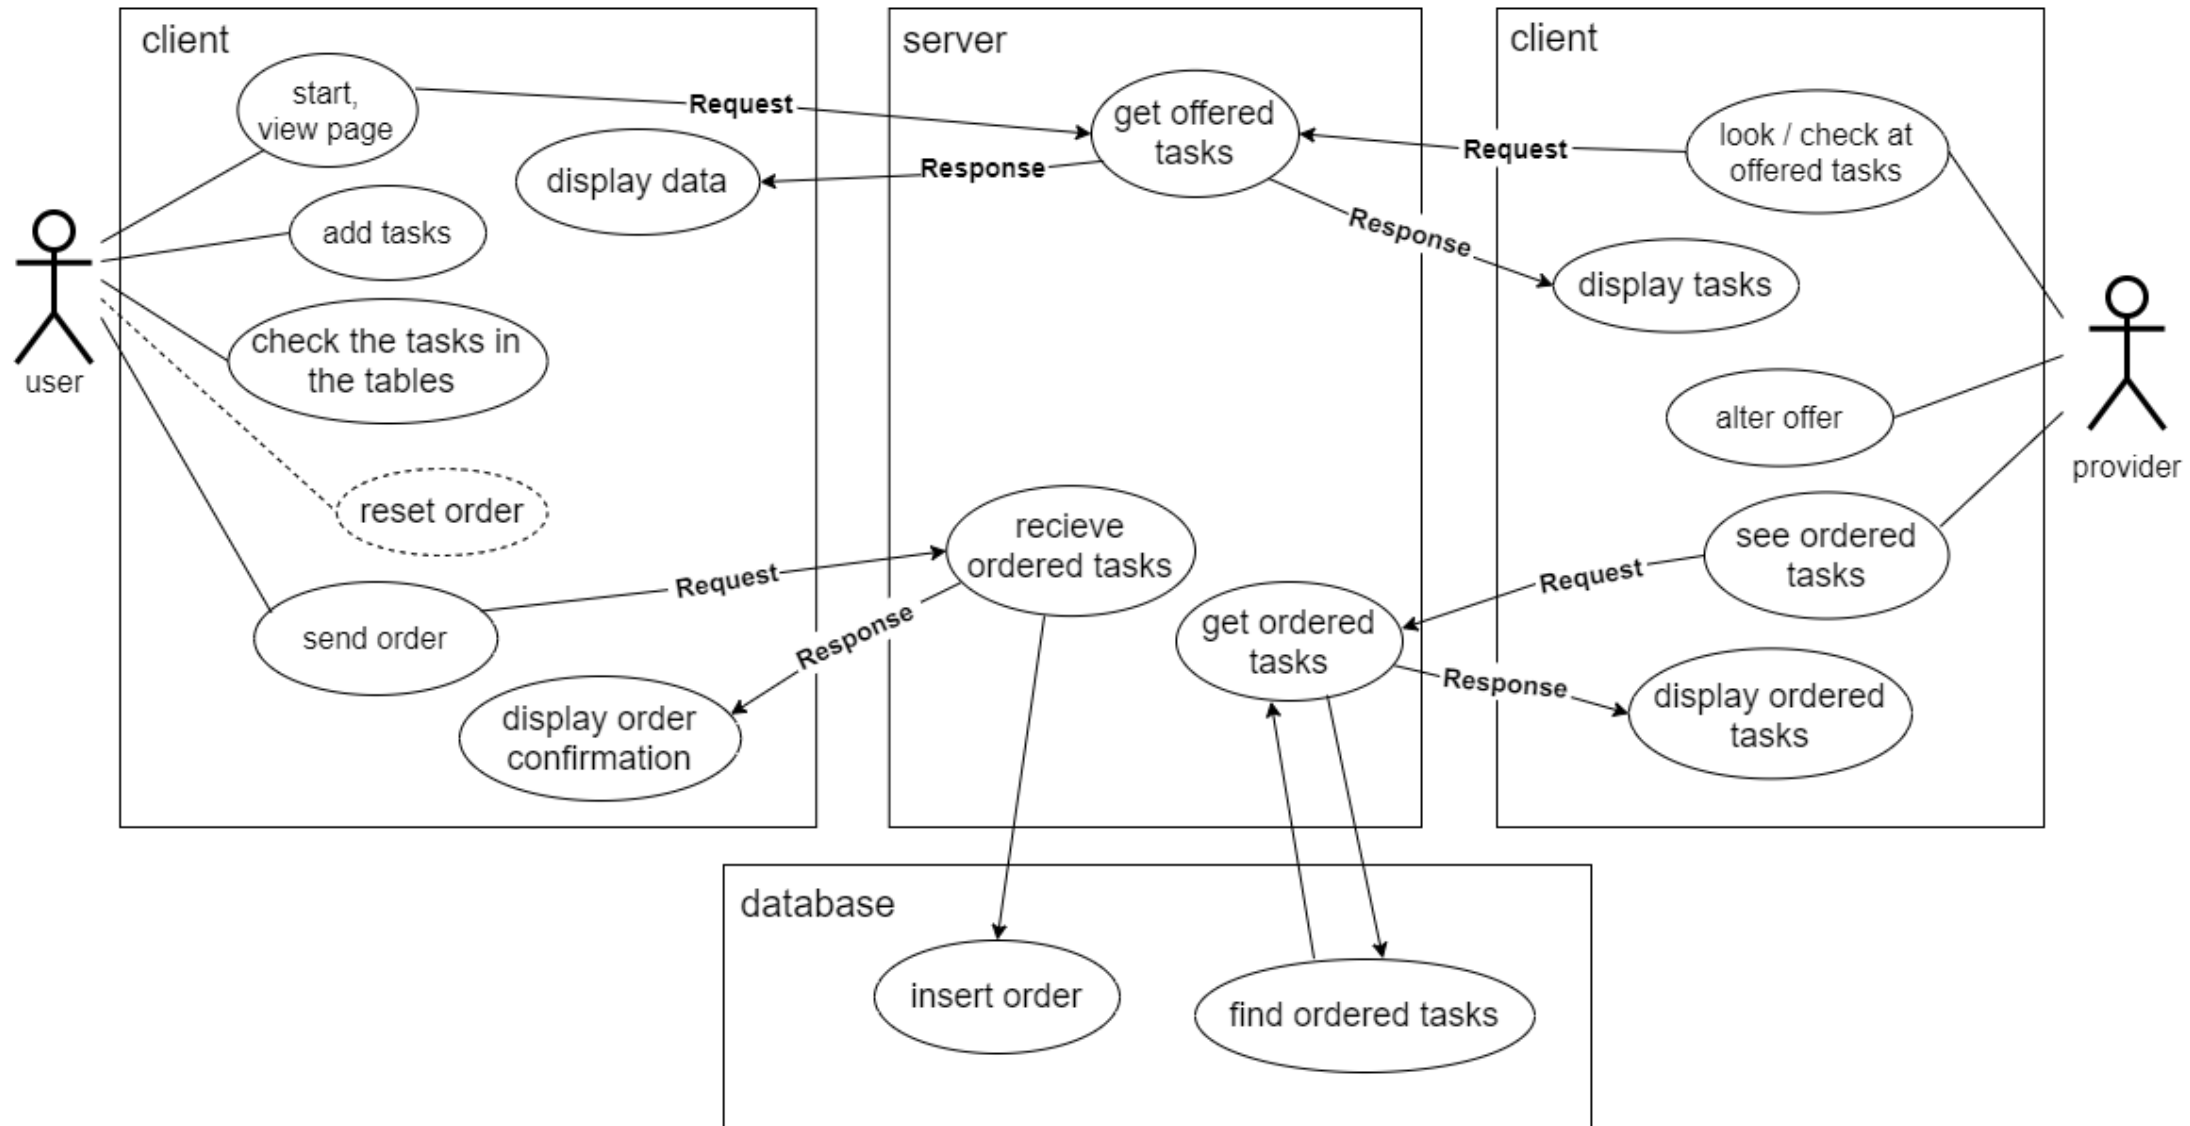 client
start,
view page
Request
display data
Response
add tasks
check the tasks in
the tables
user
reset order
send order
Request
Response
display order
confirmation
server
get offered
tasks
recieve
ordered tasks
get ordered
tasks
client
Request
look / check at
offered tasks
Response
display tasks
alter offer
provider
see ordered
tasks
Request
Response
display ordered
tasks
database
insert order
find ordered tasks